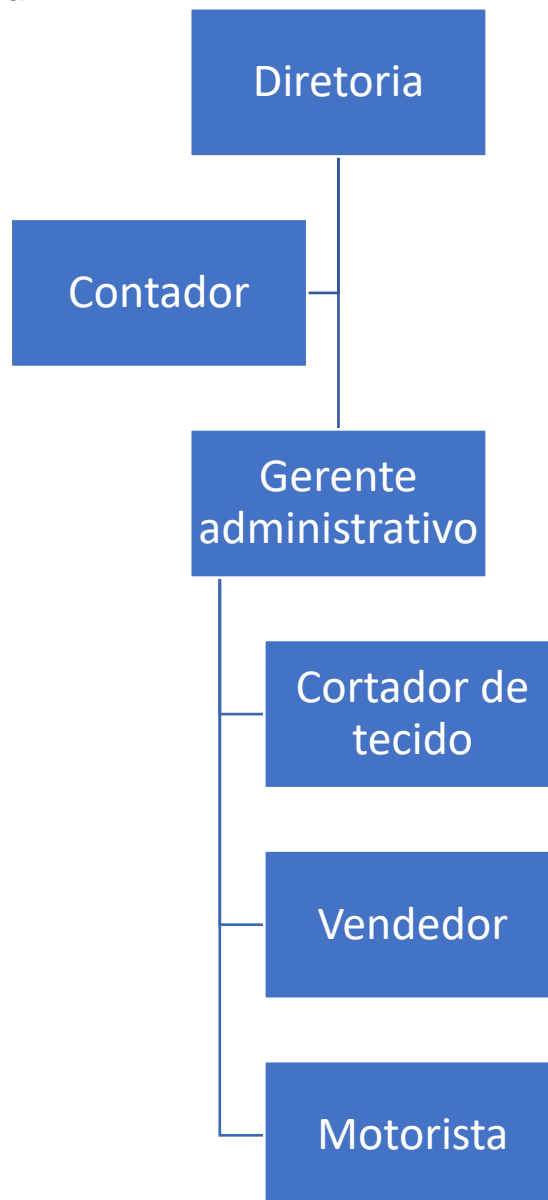 Diretoria
Contador
Gerente
administrativo
Cortador de
tecido
Vendedor
Motorista